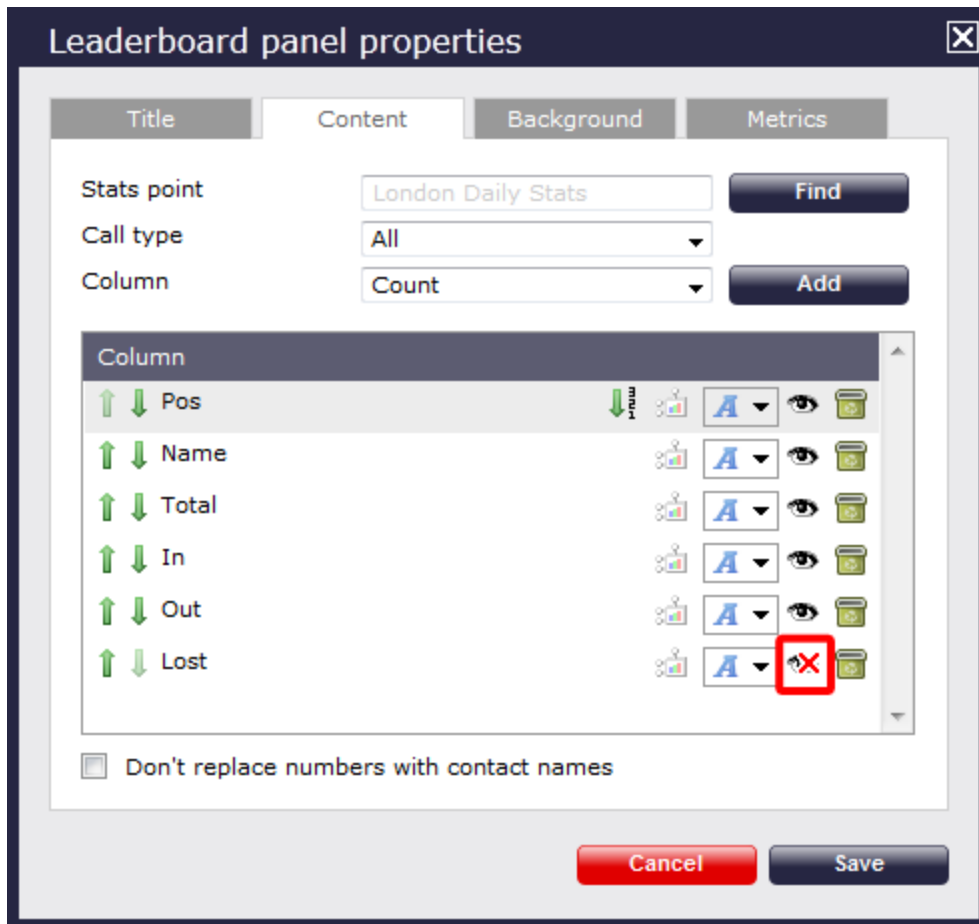 Leaderboard panel properties
Title Content Background Metrics
Stats point London Daily Stats Find
Call type All
Column Count Add
Column
Pos 321 A
Name A
Total A
In A
Out A
Lost A
Don't replace numbers with contact names
Cancel Save